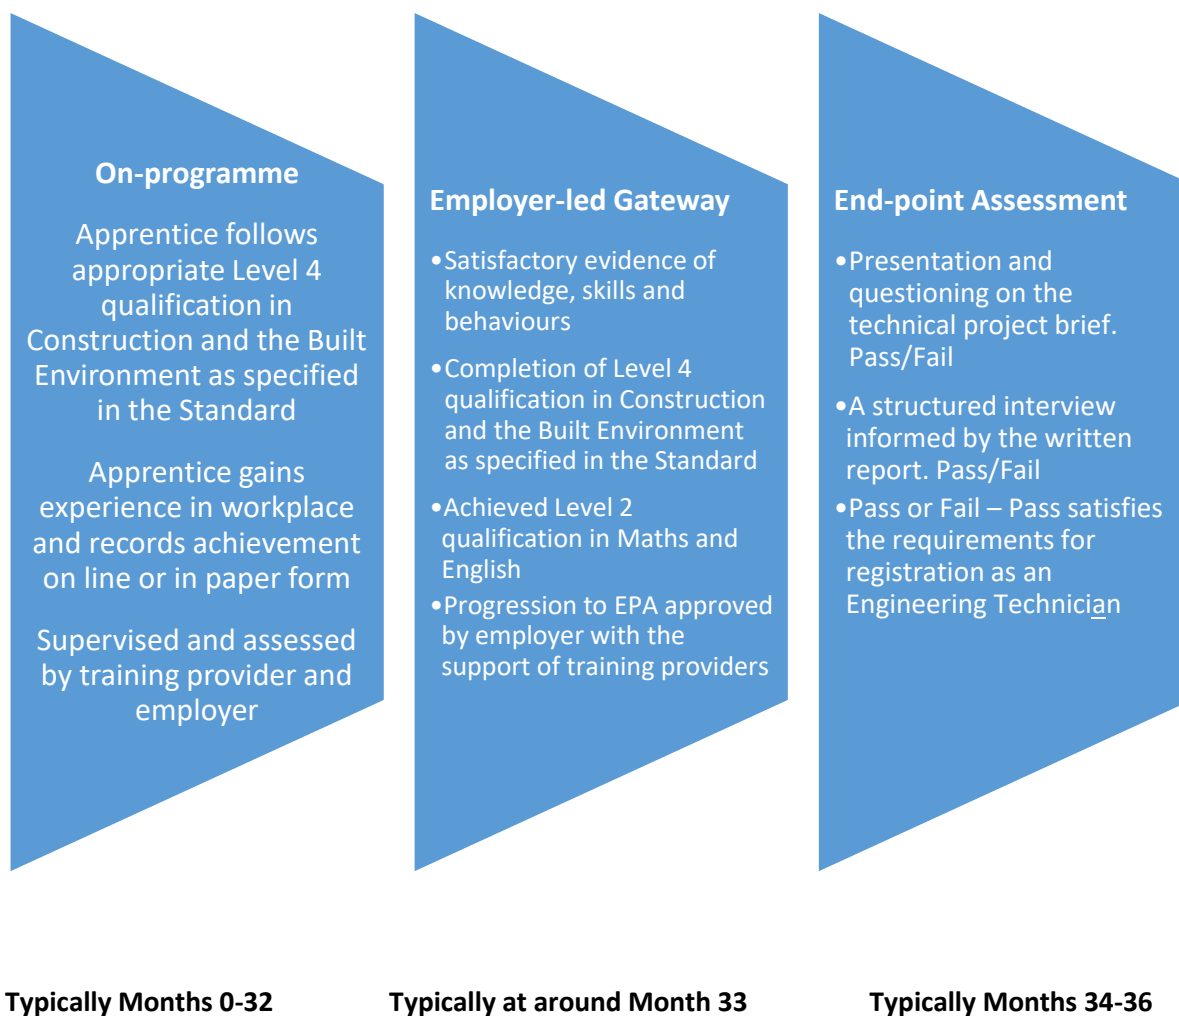 On-programme
Apprentice follows
appropriate Level 4
qualification in
Construction and the Built
Environment as specified
in the Standard
Apprentice gains
experience in workplace
and records achievement
on line or in paper form
Supervised and assessed
by training provider and
employer
Employer-led Gateway
•Satisfactory evidence of
knowledge, skills and
behaviours
•Completion of Level 4
qualification in Construction
and the Built Environment
as specified in the Standard
•Achieved Level 2
qualification in Maths and
English
•Progression to EPA approved
by employer with the
support of training providers
End-point Assessment
•Presentation and
questioning on the
technical project brief.
Pass/Fail
•A structured interview
informed by the written
report. Pass/Fail
•Pass or Fail – Pass satisfies
the requirements for
registration as an
Engineering Technician
Typically Months 0-32
Typically at around Month 33
Typically Months 34-36